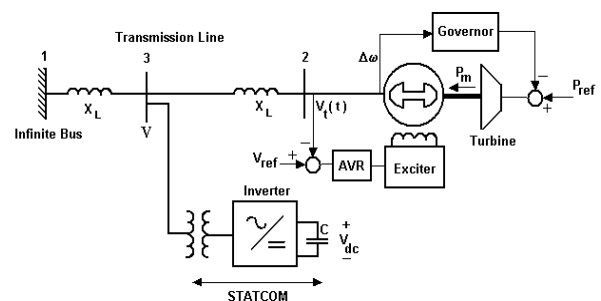 Governor
Transmission Line
1
3
2
Δω
P_m
P_ref
−
+
X_L
X_L
V_t(t)
V
Infinite Bus
Turbine
−
V_ref
+
AVR
Exciter
Inverter
C
+
V_dc
−
STATCOM